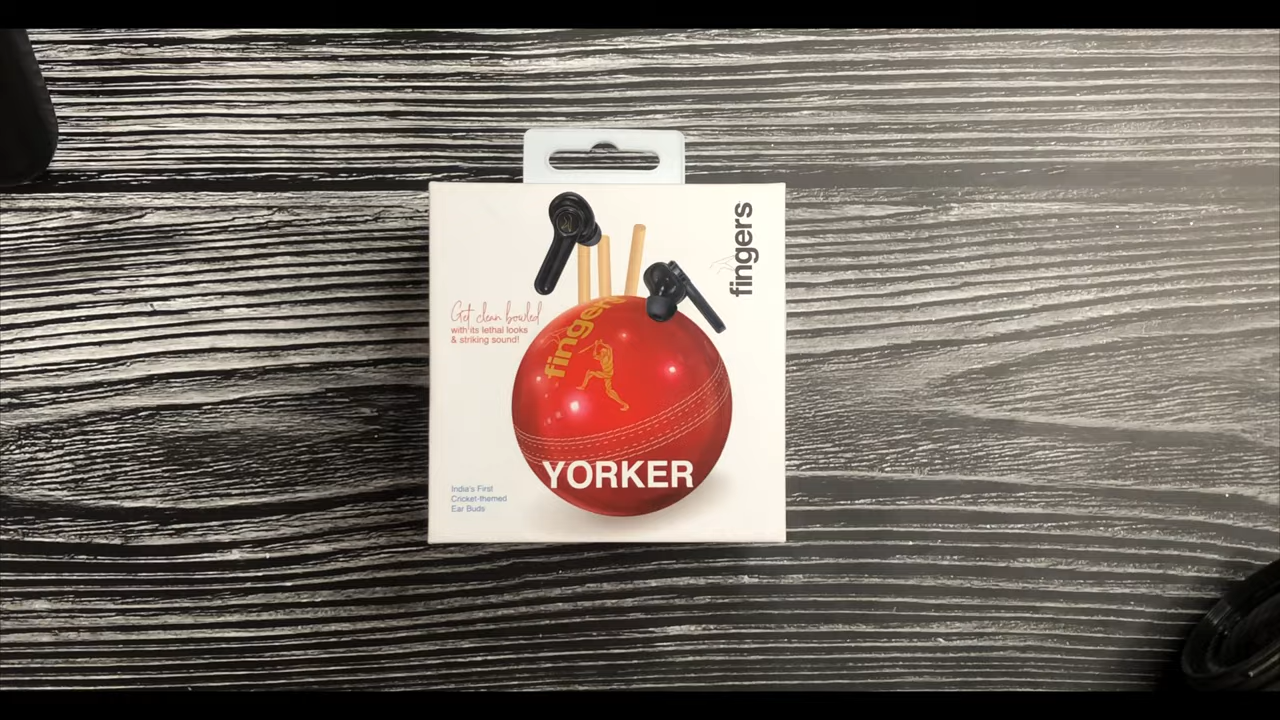 fingers
Get clean bowled
with its lethal looks
& striking sound!
fingers
YORKER
India's First
Cricket-themed
Ear Buds